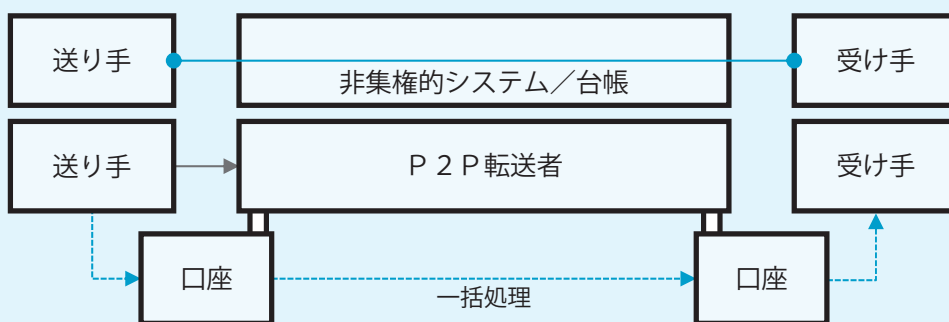 送り手
非集権的システム／台帳
受け手
送り手
Ｐ２Ｐ転送者
受け手
口座
一括処理
口座